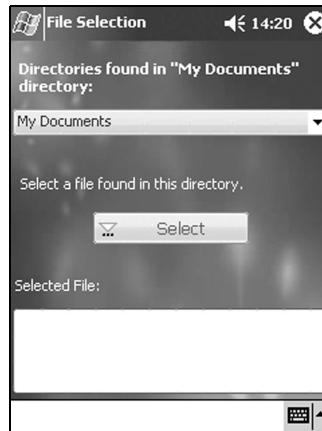 File Selection 14:20
Directories found in "My Documents"
directory:
My Documents
Select a file found in this directory.
Select
Selected File: